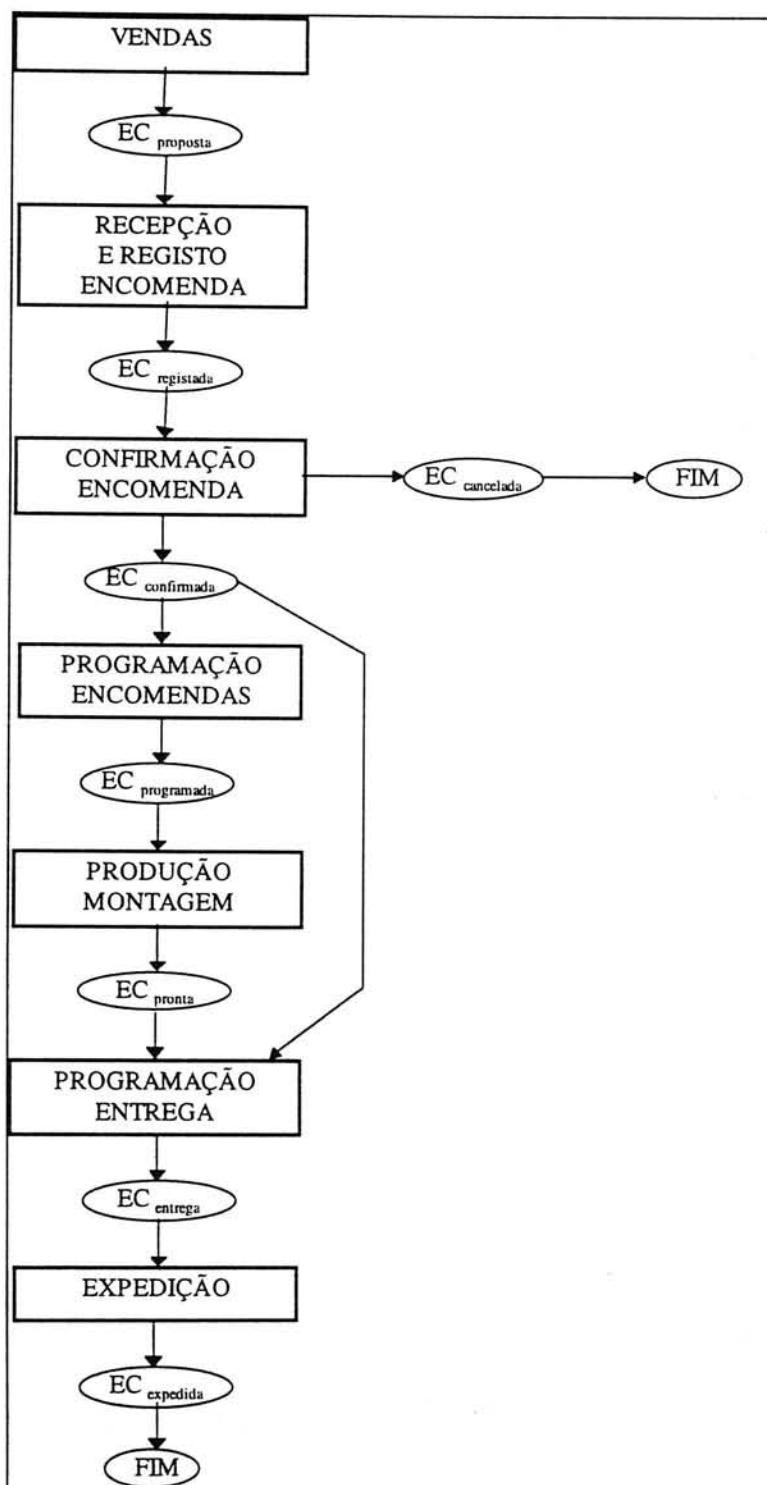 VENDAS
EC proposta
RECEPÇÃO
E REGISTO
ENCOMENDA
EC registada
CONFIRMAÇÃO
ENCOMENDA
EC cancelada
FIM
EC confirmada
PROGRAMAÇÃO
ENCOMENDAS
EC programada
PRODUÇÃO
MONTAGEM
EC pronta
PROGRAMAÇÃO
ENTREGA
EC entrega
EXPEDIÇÃO
EC expedida
FIM